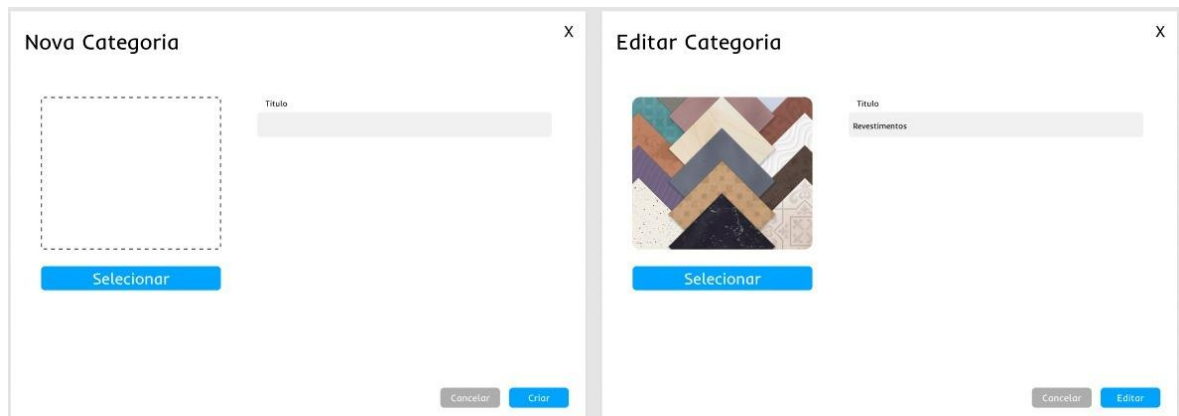 Nova Categoria
X
Titulo
Selecionar
Cancelar
Criar
Editar Categoria
X
Titulo
Revestimentos
Selecionar
Cancelar
Editar